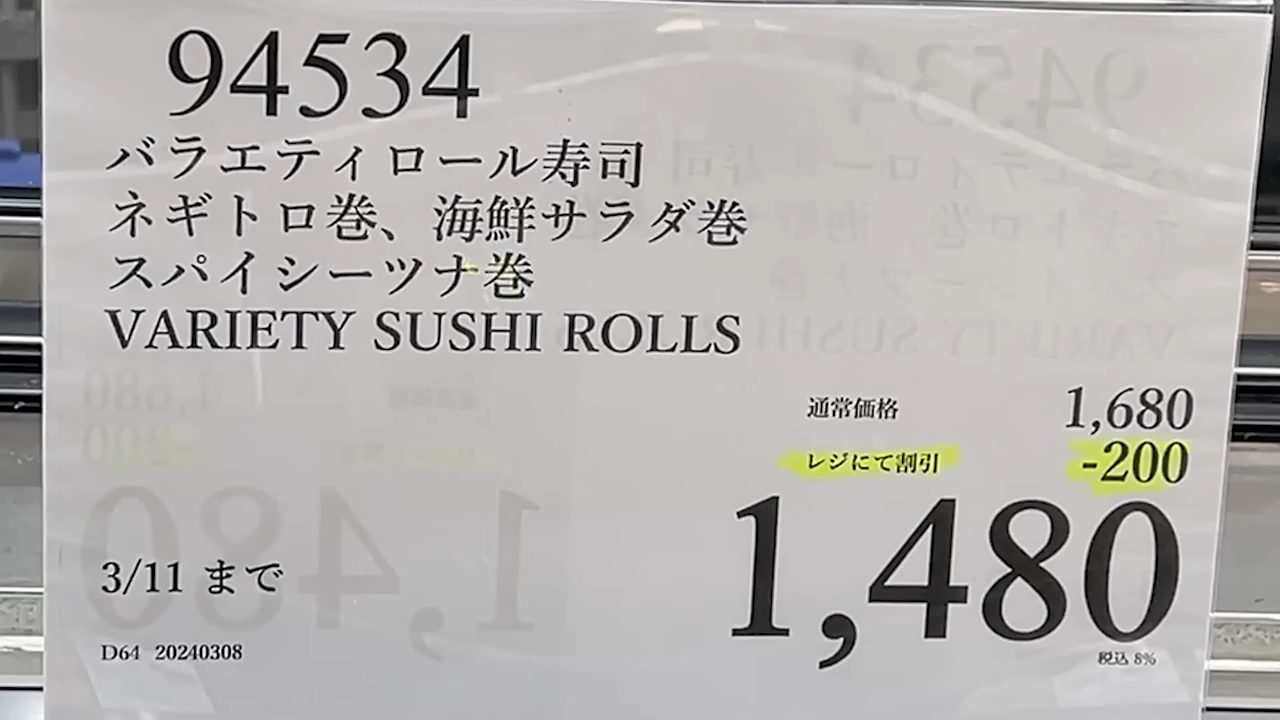 94534
バラエティロール寿司
ネギトロ巻、海鮮サラダ巻
スパイシーツナ巻
VARIETY SUSHI ROLLS
通常価格 1,680
レジにて割引 -200
1,480
税込 8%
3/11 まで
D64 20240308